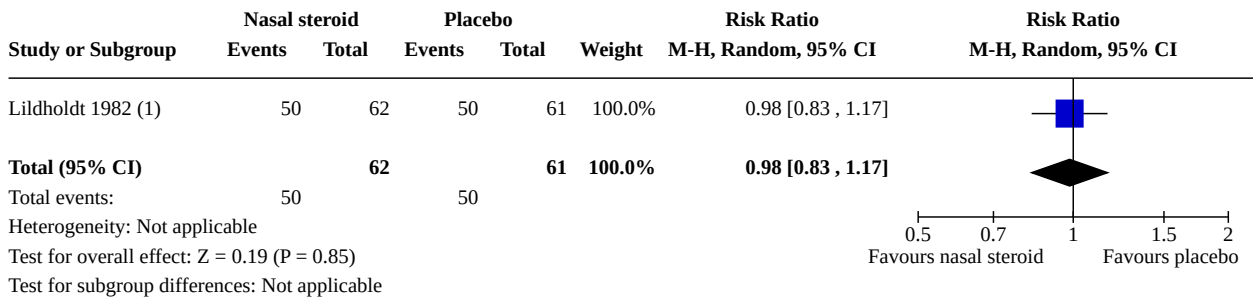 Nasal steroid Placebo Risk Ratio Risk Ratio
Study or Subgroup Events Total Events Total Weight M-H, Random, 95% CI M-H, Random, 95% CI
Lildholdt 1982 (1) 50 62 50 61 100.0% 0.98 [0.83 , 1.17]
Total (95% CI) 62 61 100.0% 0.98 [0.83 , 1.17]
Total events: 50 50
Heterogeneity: Not applicable
Test for overall effect: Z = 0.19 (P = 0.85)
Test for subgroup differences: Not applicable
0.5 0.7 1 1.5 2
Favours nasal steroid Favours placebo